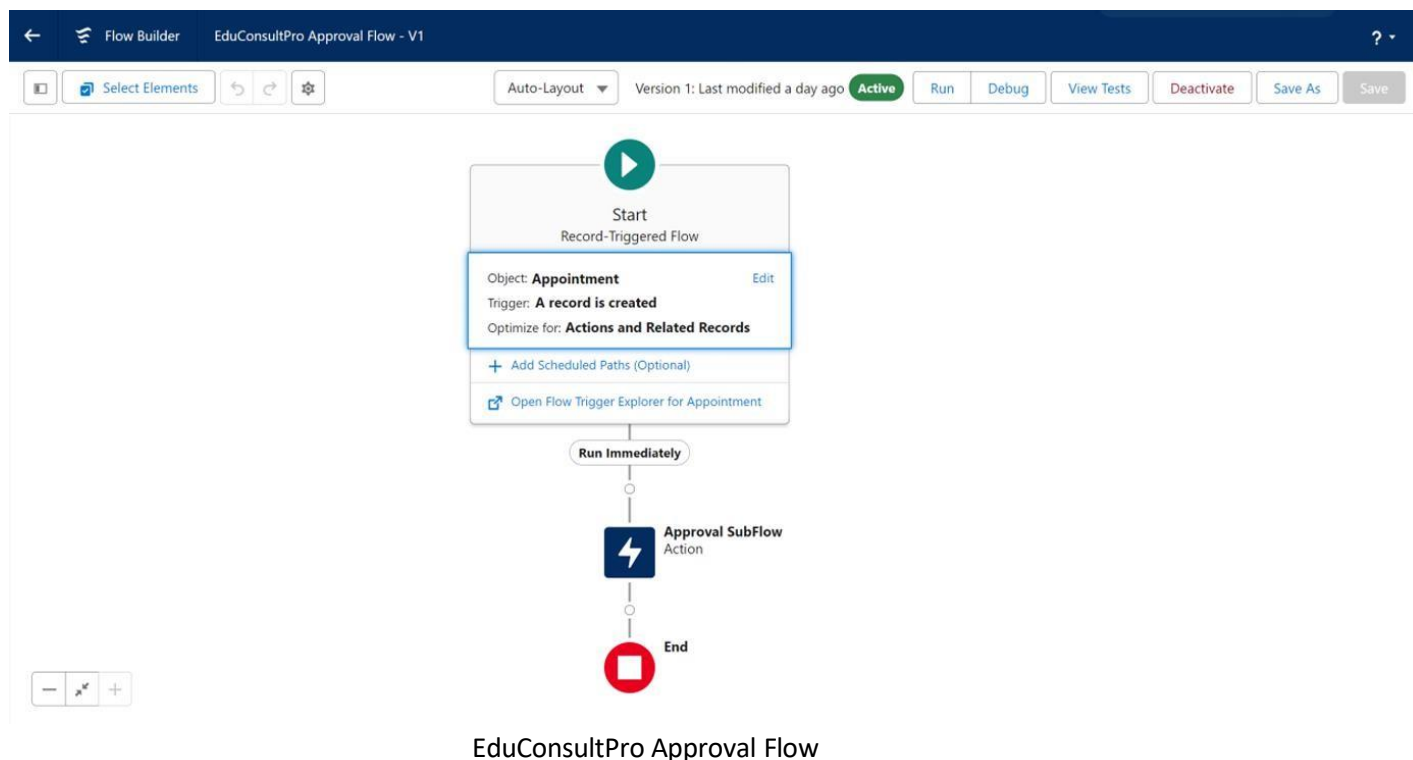 Flow Builder EduConsultPro Approval Flow - V1 ?
Select Elements Auto-Layout Version 1: Last modified a day ago Active Run Debug View Tests Deactivate Save As Save
Start
Record-Triggered Flow
Object: Appointment Edit
Trigger: A record is created
Optimize for: Actions and Related Records
+ Add Scheduled Paths (Optional)
Open Flow Trigger Explorer for Appointment
Run Immediately
Approval SubFlow
Action
End
EduConsultPro Approval Flow